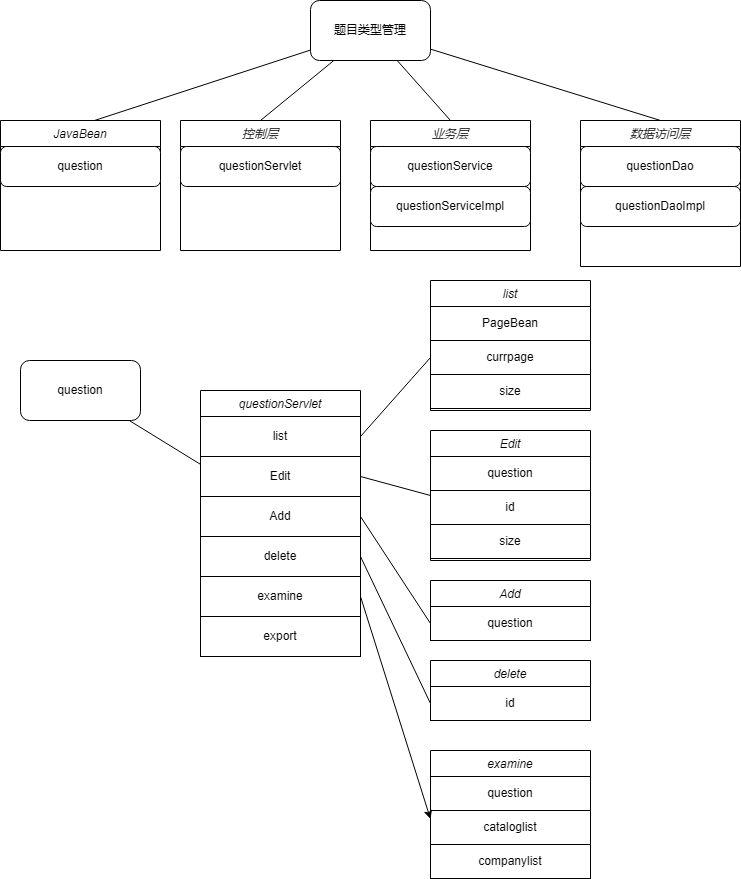 题目类型管理
JavaBean
question
控制层
questionServlet
业务层
questionService
questionServiceImpl
数据访问层
questionDao
questionDaoImpl
question
questionServlet
list
Edit
Add
delete
examine
export
list
PageBean
currpage
size
Edit
question
id
size
Add
question
delete
id
examine
question
cataloglist
companylist